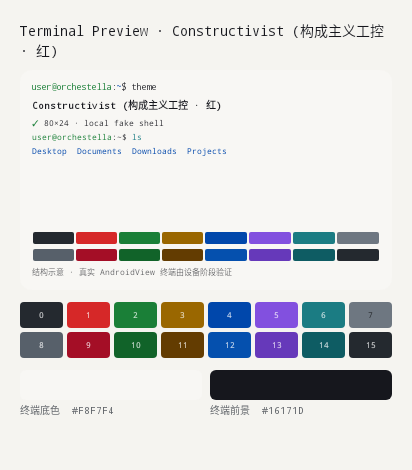 Terminal Preview · Constructivist (构成主义工控
· 红)
user@orchestella:~$ theme
Constructivist (构成主义工控 · 红)
✓ 80×24 · local fake shell
user@orchestella:~$ ls
Desktop Documents Downloads Projects
结构示意 · 真实 AndroidView 终端由设备阶段验证
0 1 2 3 4 5 6 7
8 9 10 11 12 13 14 15
终端底色 #F8F7F4 终端前景 #16171D